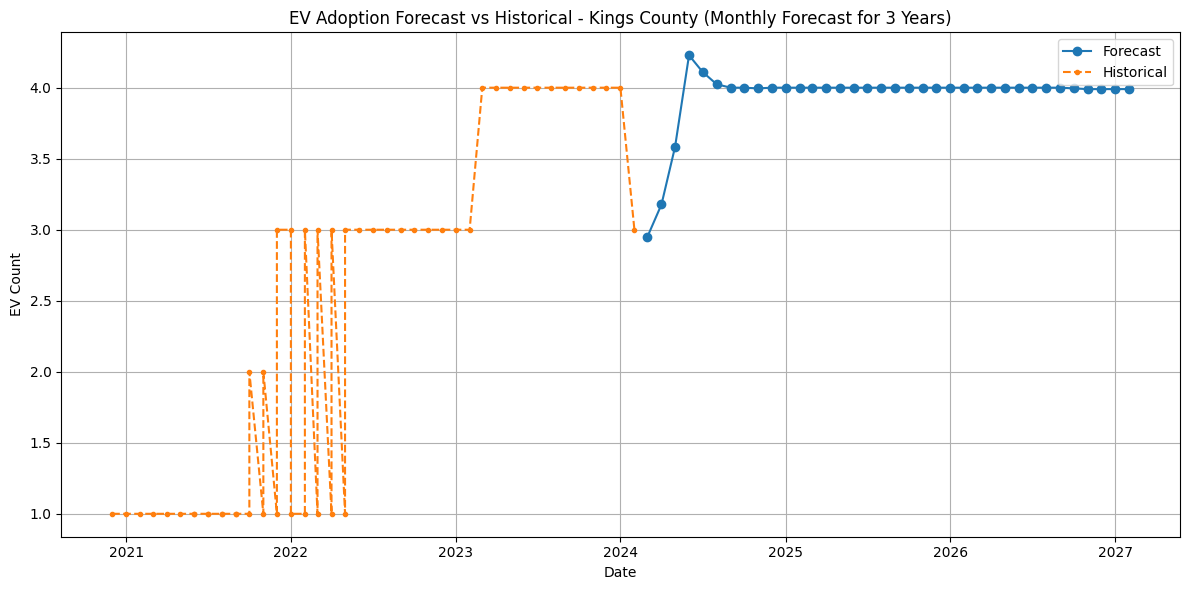 EV Adoption Forecast vs Historical - Kings County (Monthly Forecast for 3 Years)
Forecast
Historical
4.0
3.5
3.0
2.5
2.0
1.5
1.0
EV Count
2021
2022
2023
2024
2025
2026
2027
Date